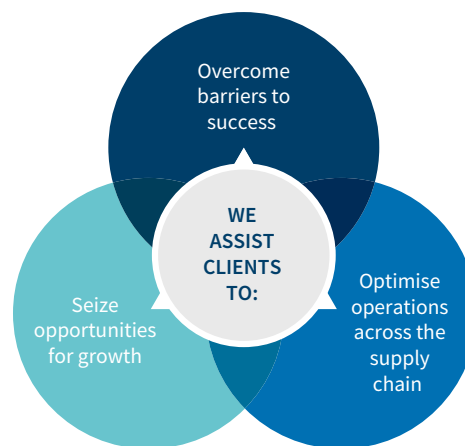 Overcome
barriers to
success
WE
ASSIST
CLIENTS
TO:
Seize
opportunities
for growth
Optimise
operations
across the
supply
chain